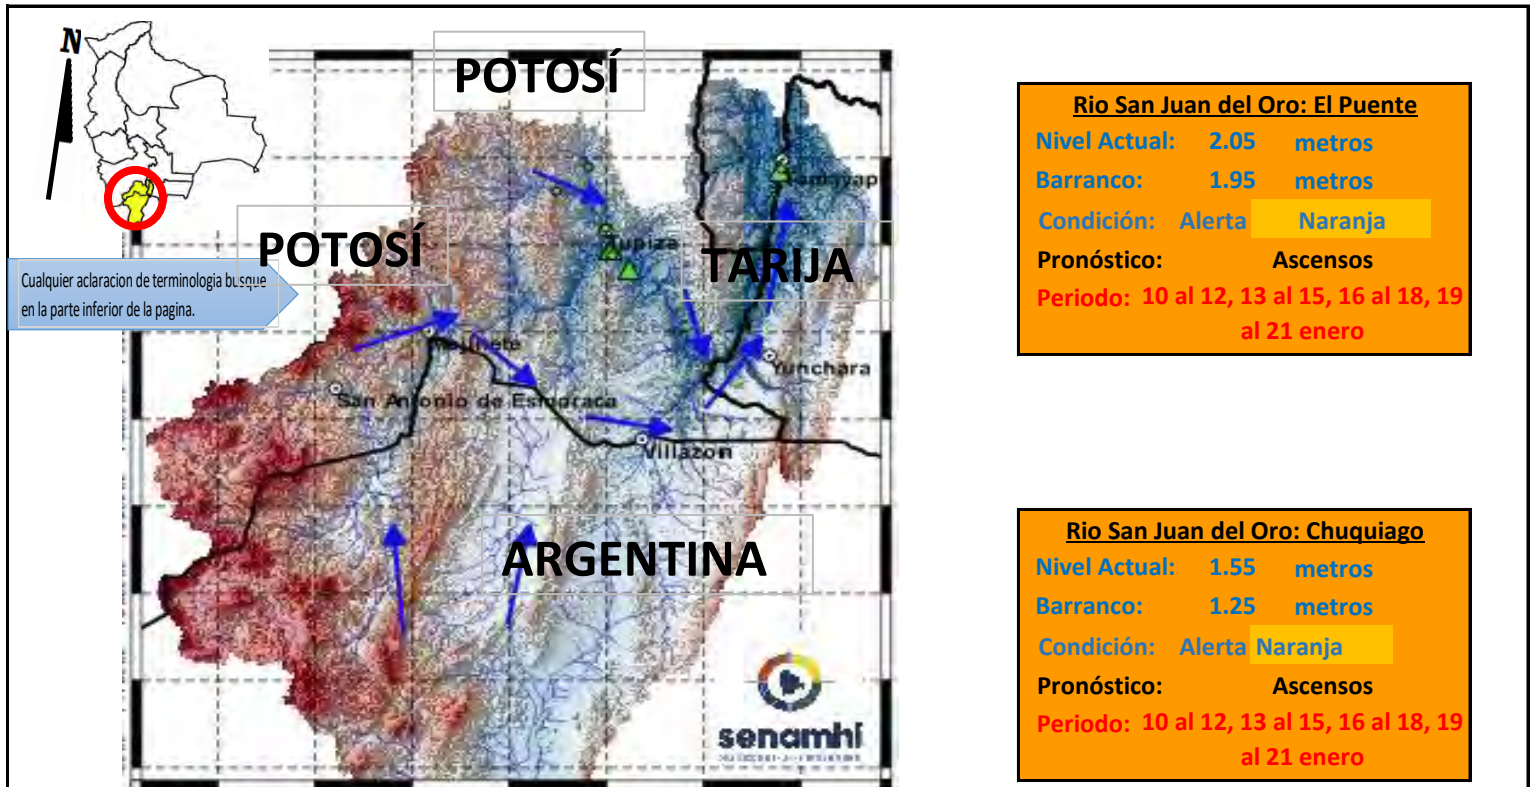 N
POTOSÍ
POTOSÍ
TARIJA
ARGENTINA
Cualquier aclaracion de terminologia busque
en la parte inferior de la pagina.
Tupiza
Mojinete
San Antonio de Esmoraca
Yunchara
Villazon
senamhi
Rio San Juan del Oro: El Puente
Nivel Actual: 2.05 metros
Barranco: 1.95 metros
Condición: Alerta Naranja
Pronóstico: Ascensos
Periodo: 10 al 12, 13 al 15, 16 al 18, 19
al 21 enero
Rio San Juan del Oro: Chuquiago
Nivel Actual: 1.55 metros
Barranco: 1.25 metros
Condición: Alerta Naranja
Pronóstico: Ascensos
Periodo: 10 al 12, 13 al 15, 16 al 18, 19
al 21 enero